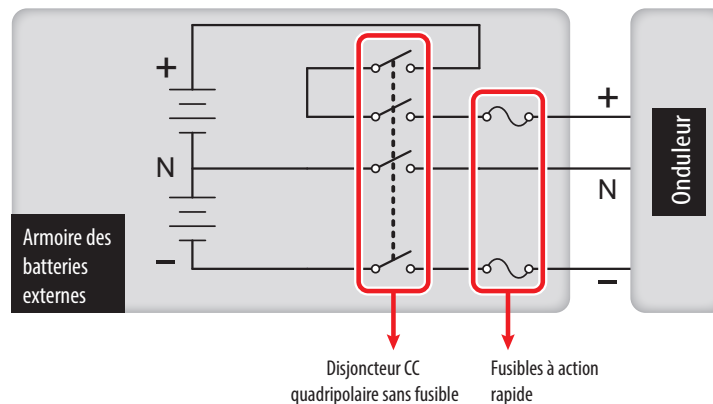 +
+
N
N
Onduleur
Armoire des
batteries
externes
–
–
Disjoncteur CC
quadripolaire sans fusible
Fusibles à action
rapide